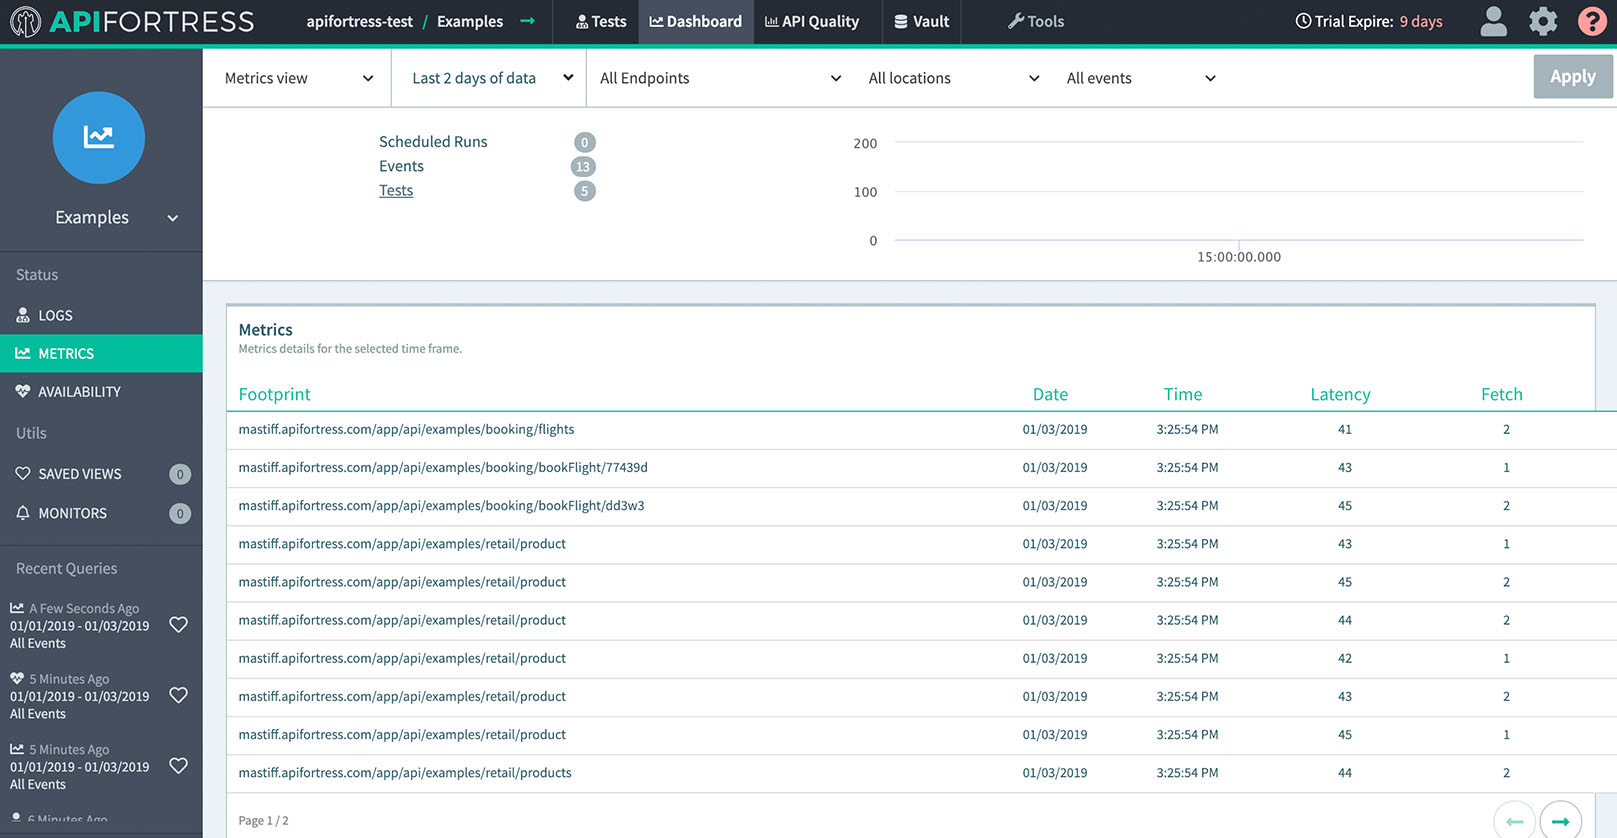 APIFORTRESS apifortress-test / Examples → Tests Dashboard API Quality Vault Tools Trial Expire: 9 days ?
Metrics view Last 2 days of data All Endpoints All locations All events Apply
Examples
Status
LOGS
METRICS
AVAILABILITY
Utils
SAVED VIEWS 0
MONITORS 0
Recent Queries
A Few Seconds Ago
01/01/2019 - 01/03/2019
All Events
5 Minutes Ago
01/01/2019 - 01/03/2019
All Events
5 Minutes Ago
01/01/2019 - 01/03/2019
All Events
6 Minutes Ago
Scheduled Runs 0
Events 13
Tests 5
200
100
0
15:00:00.000
Metrics
Metrics details for the selected time frame.
Footprint Date Time Latency Fetch
mastiff.apifortress.com/app/api/examples/booking/flights 01/03/2019 3:25:54 PM 41 2
mastiff.apifortress.com/app/api/examples/booking/bookFlight/77439d 01/03/2019 3:25:54 PM 43 1
mastiff.apifortress.com/app/api/examples/booking/bookFlight/dd3w3 01/03/2019 3:25:54 PM 45 2
mastiff.apifortress.com/app/api/examples/retail/product 01/03/2019 3:25:54 PM 43 1
mastiff.apifortress.com/app/api/examples/retail/product 01/03/2019 3:25:54 PM 45 2
mastiff.apifortress.com/app/api/examples/retail/product 01/03/2019 3:25:54 PM 44 2
mastiff.apifortress.com/app/api/examples/retail/product 01/03/2019 3:25:54 PM 42 1
mastiff.apifortress.com/app/api/examples/retail/product 01/03/2019 3:25:54 PM 43 2
mastiff.apifortress.com/app/api/examples/retail/product 01/03/2019 3:25:54 PM 45 1
mastiff.apifortress.com/app/api/examples/retail/products 01/03/2019 3:25:54 PM 44 2
Page 1 / 2